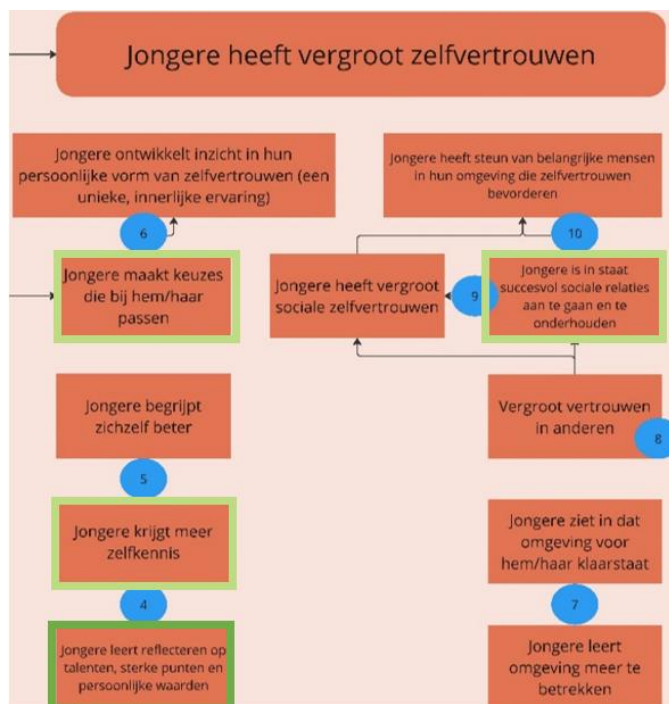 Jongere heeft vergroot zelfvertrouwen
Jongere ontwikkelt inzicht in hun
persoonlijke vorm van zelfvertrouwen (een
unieke, innerlijke ervaring)
Jongere heeft steun van belangrijke mensen
in hun omgeving die zelfvertrouwen
bevorderen
6
10
Jongere maakt keuzes
die bij hem/haar
passen
Jongere heeft vergroot
sociale zelfvertrouwen
9
Jongere is in staat
succesvol sociale relaties
aan te gaan en te
onderhouden
Jongere begrijpt
zichzelf beter
Vergroot vertrouwen
in anderen
8
5
Jongere krijgt meer
zelfkennis
Jongere ziet in dat
omgeving voor
hem/haar klaarstaat
4
7
Jongere leert reflecteren op
talenten, sterke punten en
persoonlijke waarden
Jongere leert
omgeving meer te
betrekken